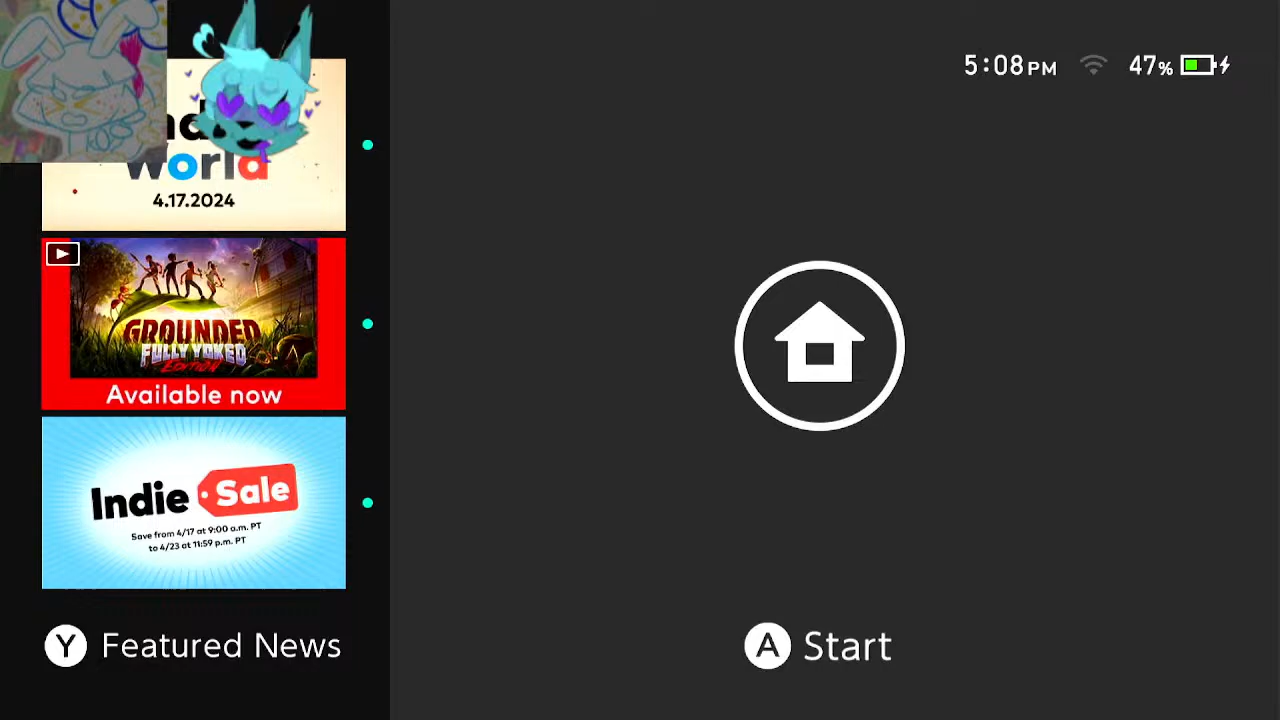 5:08PM
47%
World
4.17.2024
GROUNDED
FULLY YOKED
EDITION
Available now
Indie Sale
Save from 4/17 at 9:00 a.m. PT
to 4/23 at 11:59 p.m. PT
Y Featured News
A Start